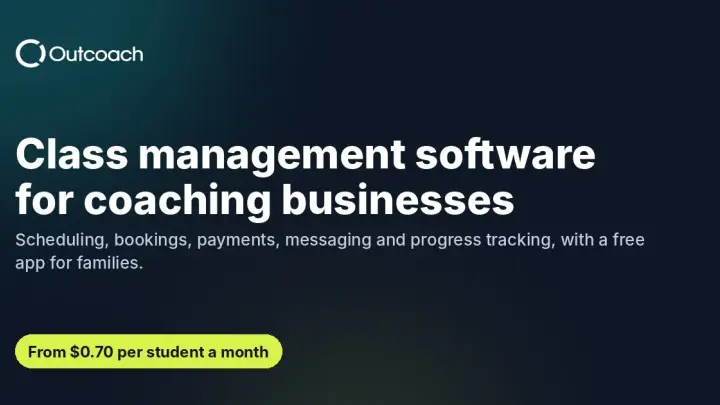 Outcoach
Class management software
for coaching businesses
Scheduling, bookings, payments, messaging and progress tracking, with a free
app for families.
From $0.70 per student a month